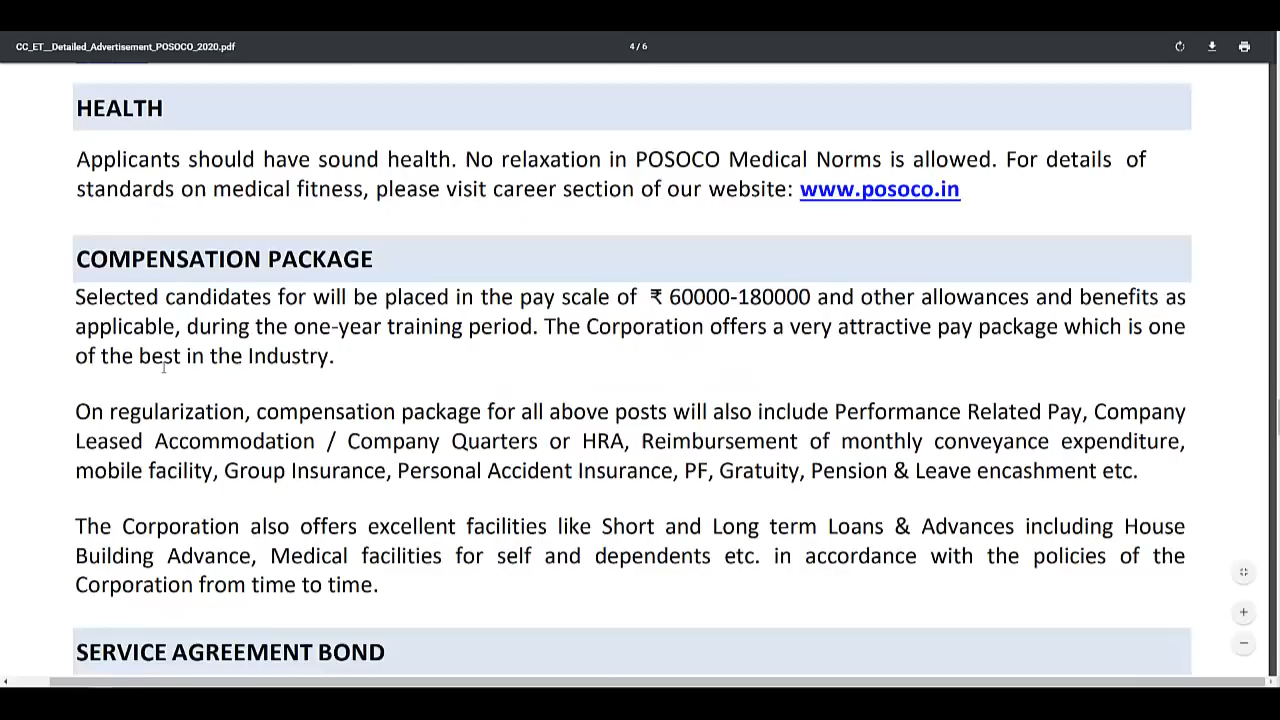 CC_ET__Detailed_Advertisement_POSOCO_2020.pdf
4 / 6
HEALTH
Applicants should have sound health. No relaxation in POSOCO Medical Norms is allowed. For details of
standards on medical fitness, please visit career section of our website: www.posoco.in
COMPENSATION PACKAGE
Selected candidates for will be placed in the pay scale of ₹ 60000-180000 and other allowances and benefits as
applicable, during the one-year training period. The Corporation offers a very attractive pay package which is one
of the best in the Industry.
On regularization, compensation package for all above posts will also include Performance Related Pay, Company
Leased Accommodation / Company Quarters or HRA, Reimbursement of monthly conveyance expenditure,
mobile facility, Group Insurance, Personal Accident Insurance, PF, Gratuity, Pension & Leave encashment etc.
The Corporation also offers excellent facilities like Short and Long term Loans & Advances including House
Building Advance, Medical facilities for self and dependents etc. in accordance with the policies of the
Corporation from time to time.
SERVICE AGREEMENT BOND